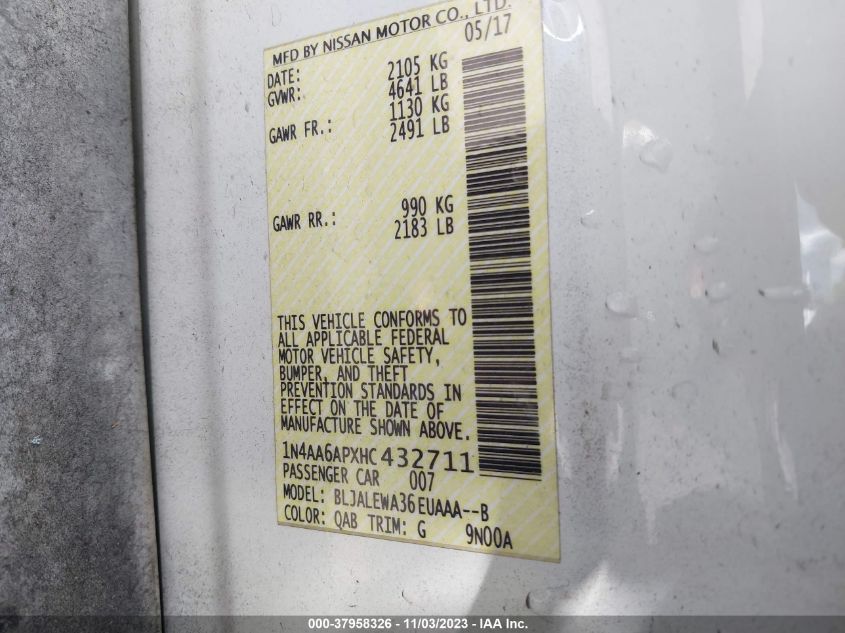 MFD BY NISSAN MOTOR CO., LTD.
DATE: 05/17
GVWR: 2105 KG
4641 LB
GAWR FR.: 1130 KG
2491 LB
GAWR RR.: 990 KG
2183 LB
THIS VEHICLE CONFORMS TO
ALL APPLICABLE FEDERAL
MOTOR VEHICLE SAFETY,
BUMPER, AND THEFT
PREVENTION STANDARDS IN
EFFECT ON THE DATE OF
MANUFACTURE SHOWN ABOVE.
1N4AA6APXHC432711
PASSENGER CAR 007
MODEL: BLJALEWA36EUAAA--B
COLOR: QAB TRIM: G 9N00A
000-37958326 - 11/03/2023 - IAA Inc.